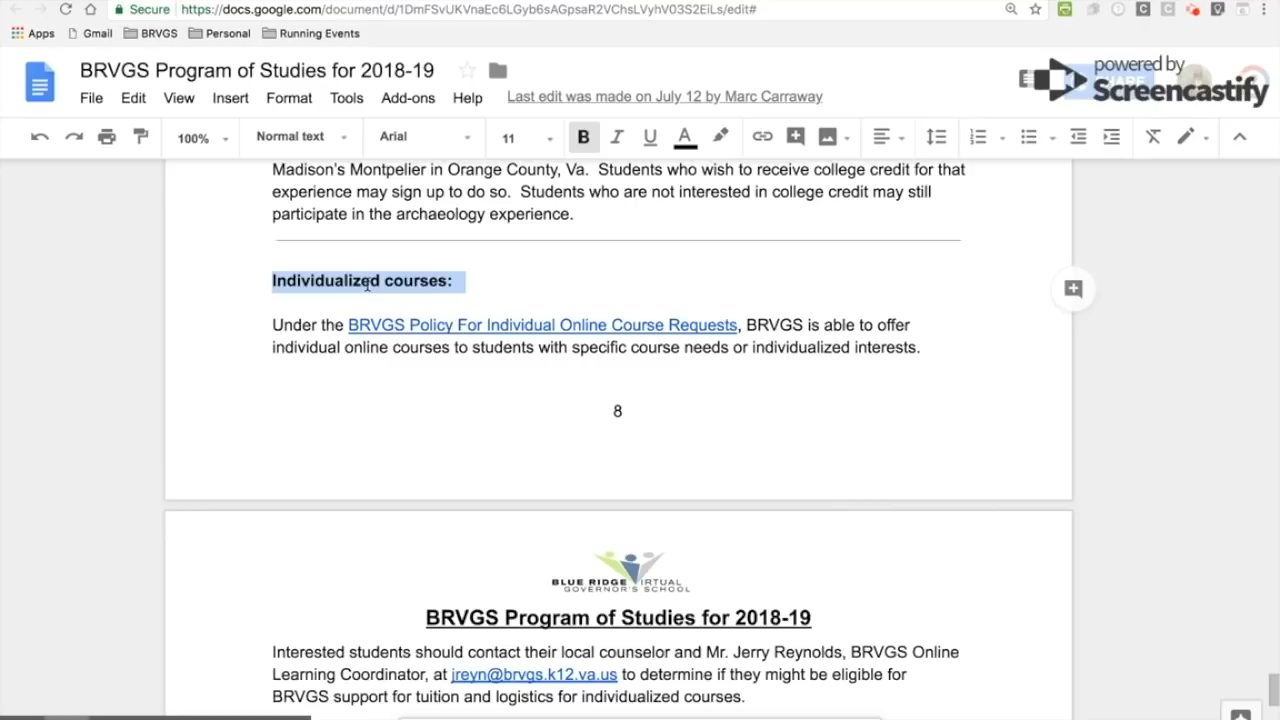 Secure
https://docs.google.com/document/d/1DmFSvUKVnaEc6LGyb6sAGpsaR2VChsLVyhV03S2EiLs/edit#
Apps Gmail BRVGS Personal Running Events
BRVGS Program of Studies for 2018-19
File Edit View Insert Format Tools Add-ons Help Last edit was made on July 12 by Marc Carraway
powered by
Screencastify
100% Normal text Arial 11 B I U A
Madison's Montpelier in Orange County, Va. Students who wish to receive college credit for that
experience may sign up to do so. Students who are not interested in college credit may still
participate in the archaeology experience.
Individualized courses:
Under the BRVGS Policy For Individual Online Course Requests, BRVGS is able to offer
individual online courses to students with specific course needs or individualized interests.
8
BLUE RIDGE VIRTUAL
GOVERNOR'S SCHOOL
BRVGS Program of Studies for 2018-19
Interested students should contact their local counselor and Mr. Jerry Reynolds, BRVGS Online
Learning Coordinator, at jreyn@brvgs.k12.va.us to determine if they might be eligible for
BRVGS support for tuition and logistics for individualized courses.